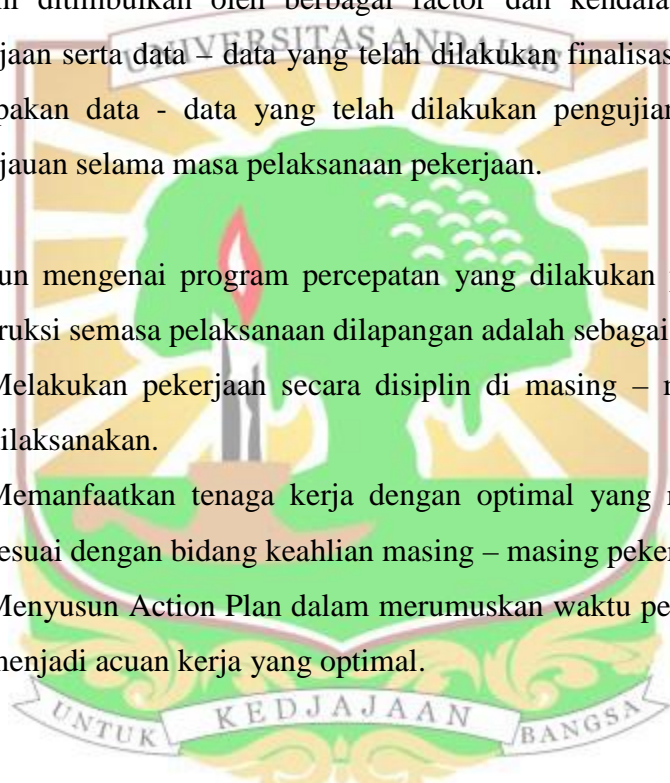 ditimbulkan oleh berbagai factor dan kendala
UNIVERSITAS ANDALAS
jaan serta data – data yang telah dilakukan finalisas
pakan data - data yang telah dilakukan pengujian
jauan selama masa pelaksanaan pekerjaan.
un mengenai program percepatan yang dilakukan
ruksi semasa pelaksanaan dilapangan adalah sebagai
Melakukan pekerjaan secara disiplin di masing –
ilaksanakan.
Memanfaatkan tenaga kerja dengan optimal yang
esuai dengan bidang keahlian masing – masing peker
Menyusun Action Plan dalam merumuskan waktu pe
menjadi acuan kerja yang optimal.
UNTUK KEDJAJAAN BANGSA